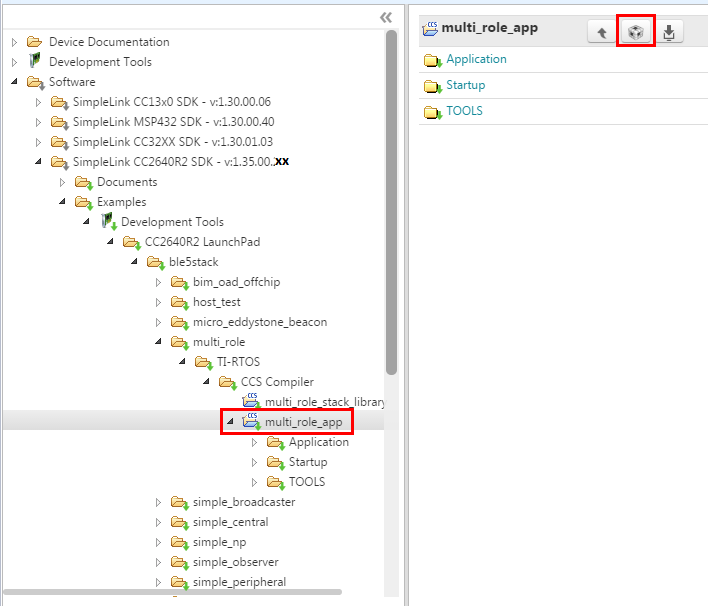 Device Documentation
Development Tools
Software
SimpleLink CC13x0 SDK - v:1.30.00.06
SimpleLink MSP432 SDK - v:1.30.00.40
SimpleLink CC32XX SDK - v:1.30.01.03
SimpleLink CC2640R2 SDK - v:1.35.00.xx
Documents
Examples
Development Tools
CC2640R2 LaunchPad
ble5stack
bim_oad_offchip
host_test
micro_eddystone_beacon
multi_role
TI-RTOS
CCS Compiler
CCS multi_role_stack_library
CCS multi_role_app
Application
Startup
TOOLS
simple_broadcaster
simple_central
simple_np
simple_observer
simple_peripheral
CCS multi_role_app
Application
Startup
TOOLS